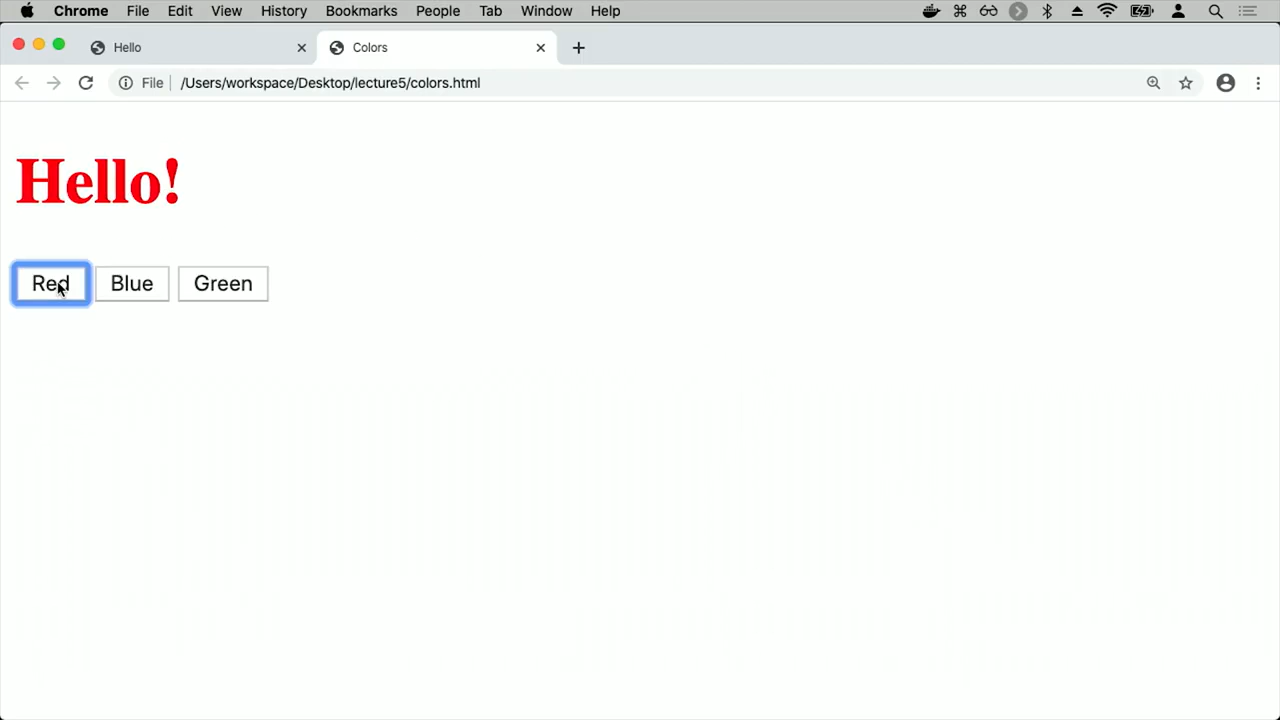 Chrome File Edit View History Bookmarks People Tab Window Help
Hello Colors
File /Users/workspace/Desktop/lecture5/colors.html
Hello!
Red Blue Green